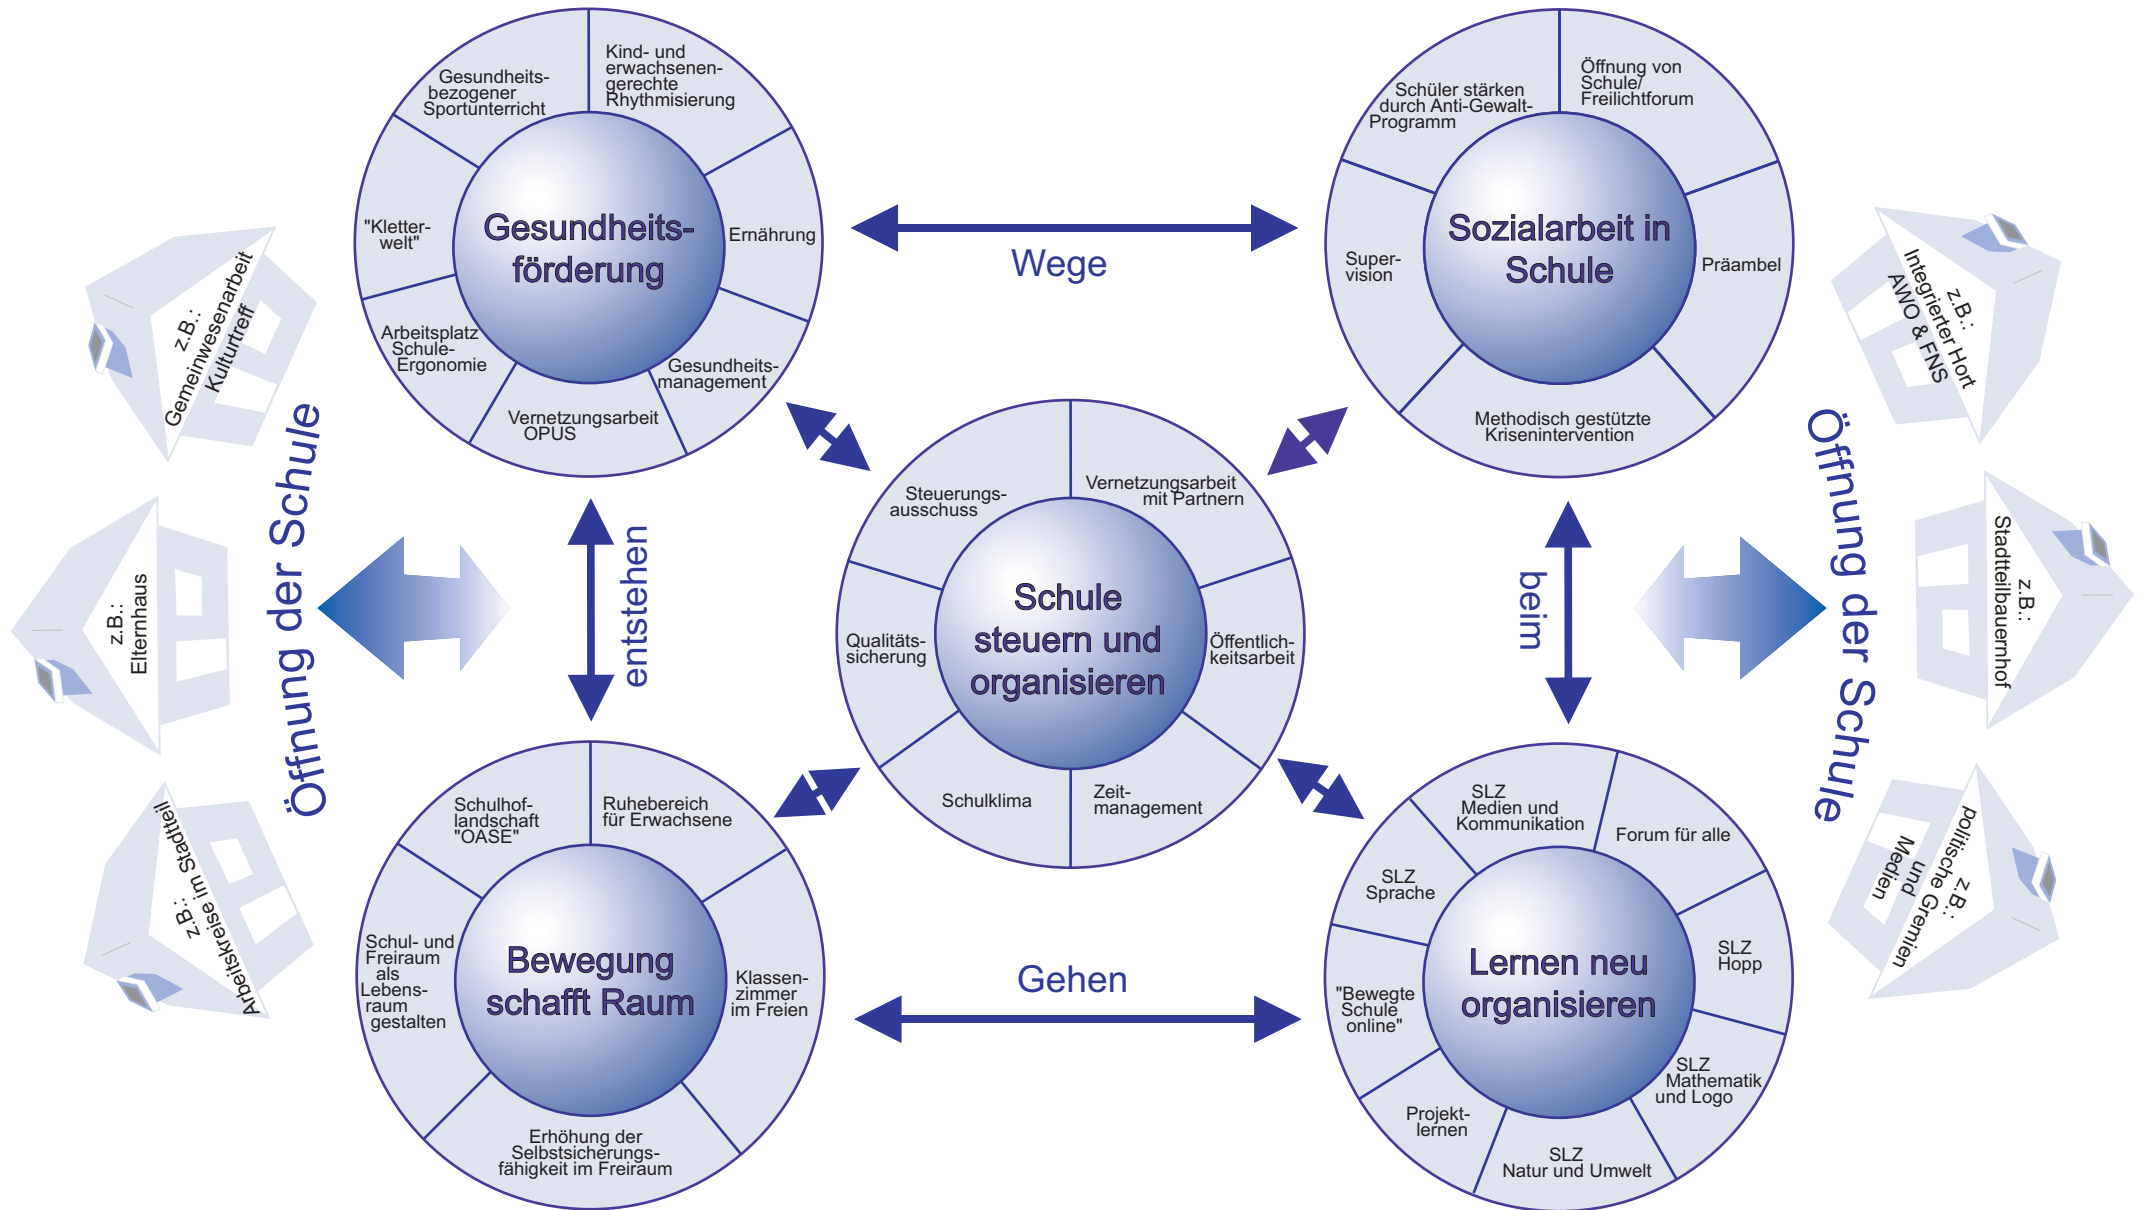 Gesundheits-
bezogener
Sportunterricht
Kind- und
erwachsenen-
gerechte
Rhythmisierung
"Kletter-
welt"
Gesundheits-
förderung
Ernährung
Arbeitsplatz
Schule-
Ergonomie
Gesundheits-
management
Vernetzungsarbeit
OPUS
Wege
Schüler stärken
durch Anti-Gewalt-
Programm
Öffnung von
Schule/
Freilichtforum
Super-
vision
Sozialarbeit in
Schule
Präambel
Methodisch gestützte
Krisenintervention
z.B.:
Gemeinwesenarbeit
Kulturtreff
z.B.:
Elternhaus
z.B.:
Arbeitskreise im Stadtteil
Öffnung der Schule
entstehen
Steuerungs-
ausschuss
Vernetzungsarbeit
mit Partnern
Qualitäts-
sicherung
Schule
steuern und
organisieren
Öffentlich-
keitsarbeit
Schulklima
Zeit-
management
beim
Öffnung der Schule
z.B.:
Integrierter Hort
AWO & FNS
z.B.:
Stadtteilbauernhof
z.B.:
politische Gremien
und
Medien
Schulhof-
landschaft
"OASE"
Ruhebereich
für Erwachsene
Schul- und
Freiraum
als
Lebens-
raum
gestalten
Bewegung
schafft Raum
Klassen-
zimmer
im Freien
Erhöhung der
Selbstsicherungs-
fähigkeit im Freiraum
Gehen
SLZ
Medien und
Kommunikation
Forum für alle
SLZ
Sprache
SLZ
Hopp
"Bewegte
Schule
online"
Lernen neu
organisieren
SLZ
Mathematik
und Logo
Projekt-
lernen
SLZ
Natur und Umwelt